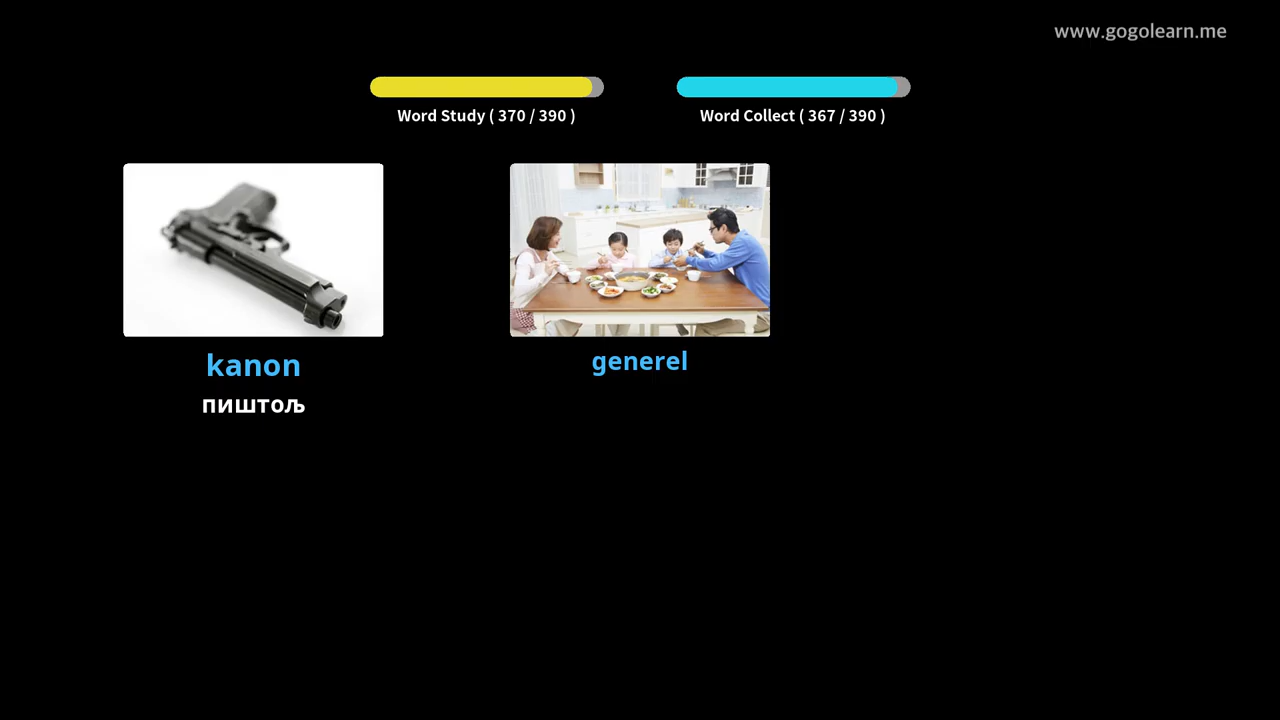 www.gogolearn.me
Word Study ( 370 / 390 )
Word Collect ( 367 / 390 )
kanon
пиштољ
generel